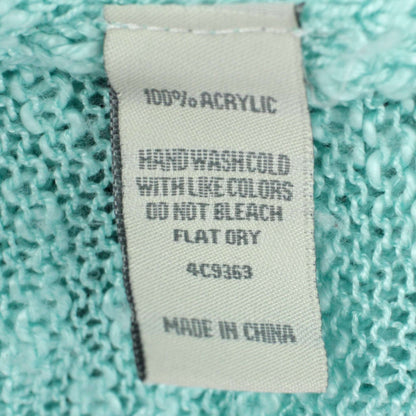 100% ACRYLIC
HAND WASH COLD
WITH LIKE COLORS
DO NOT BLEACH
FLAT DRY
4C9363
MADE IN CHINA